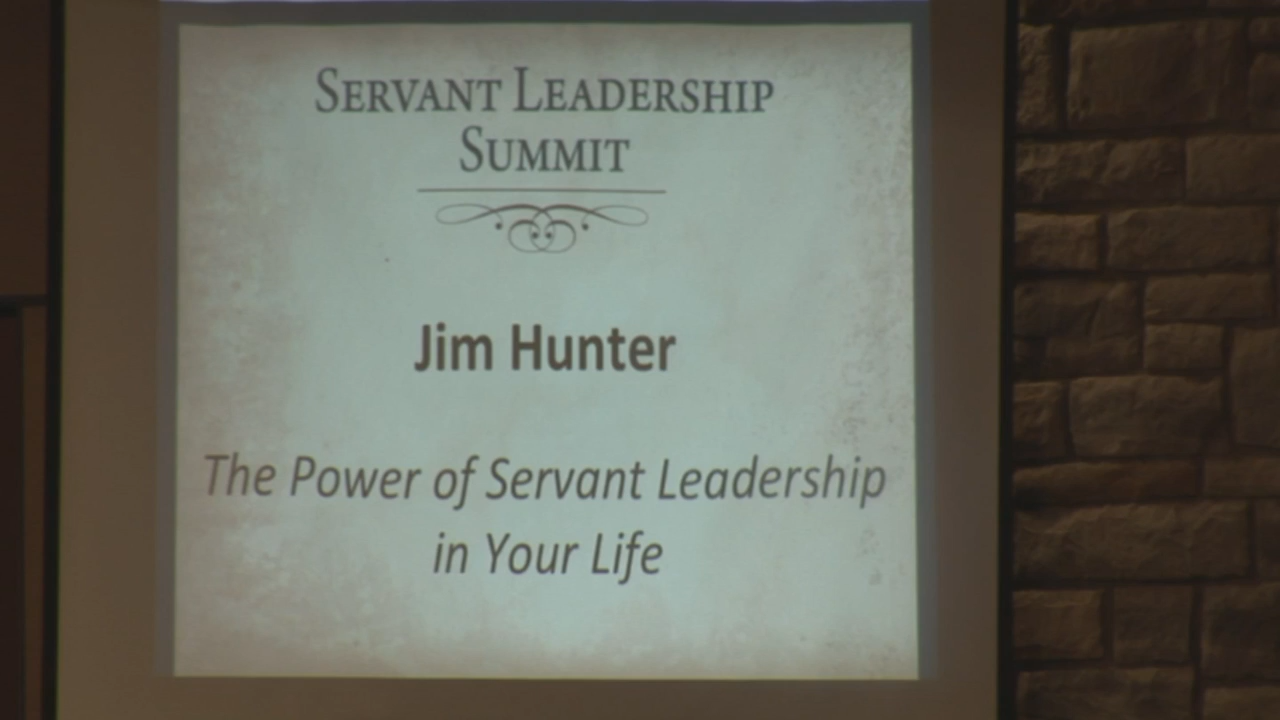 Servant Leadership
Summit
Jim Hunter
The Power of Servant Leadership
in Your Life